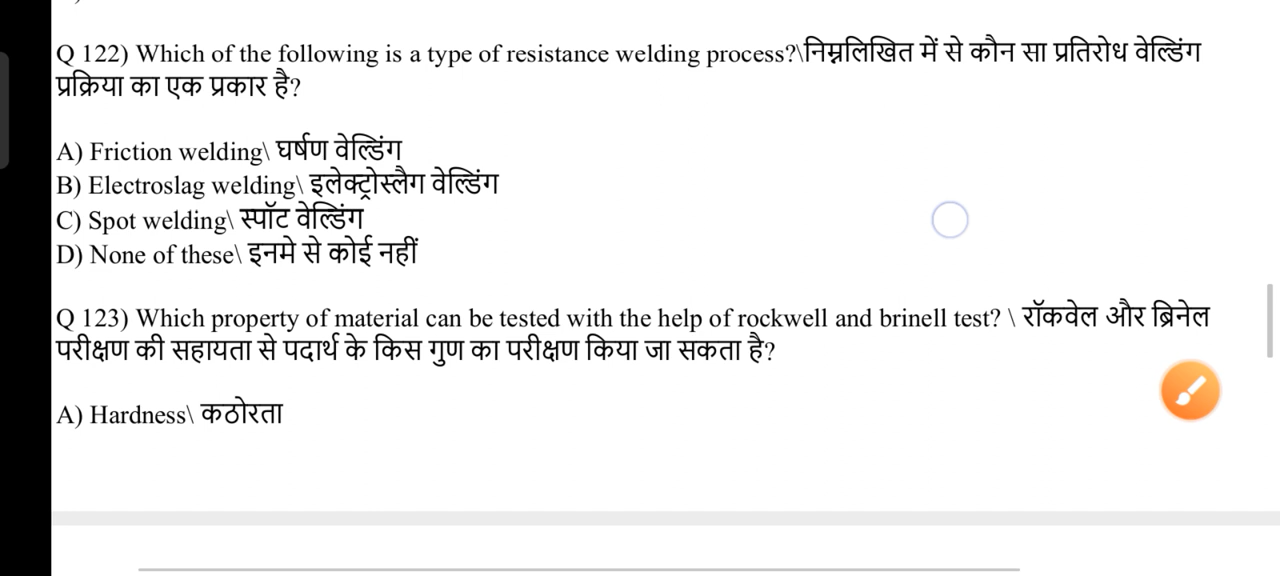 Q 122) Which of the following is a type of resistance welding process?\निम्नलिखित में से कौन सा प्रतिरोध वेल्डिंग
प्रक्रिया का एक प्रकार है?
A) Friction welding\ घर्षण वेल्डिंग
B) Electroslag welding\ इलेक्ट्रोस्लैग वेल्डिंग
C) Spot welding\ स्पॉट वेल्डिंग
D) None of these\ इनमे से कोई नहीं
Q 123) Which property of material can be tested with the help of rockwell and brinell test? \ रॉकवेल और ब्रिनेल
परीक्षण की सहायता से पदार्थ के किस गुण का परीक्षण किया जा सकता है?
A) Hardness\ कठोरता